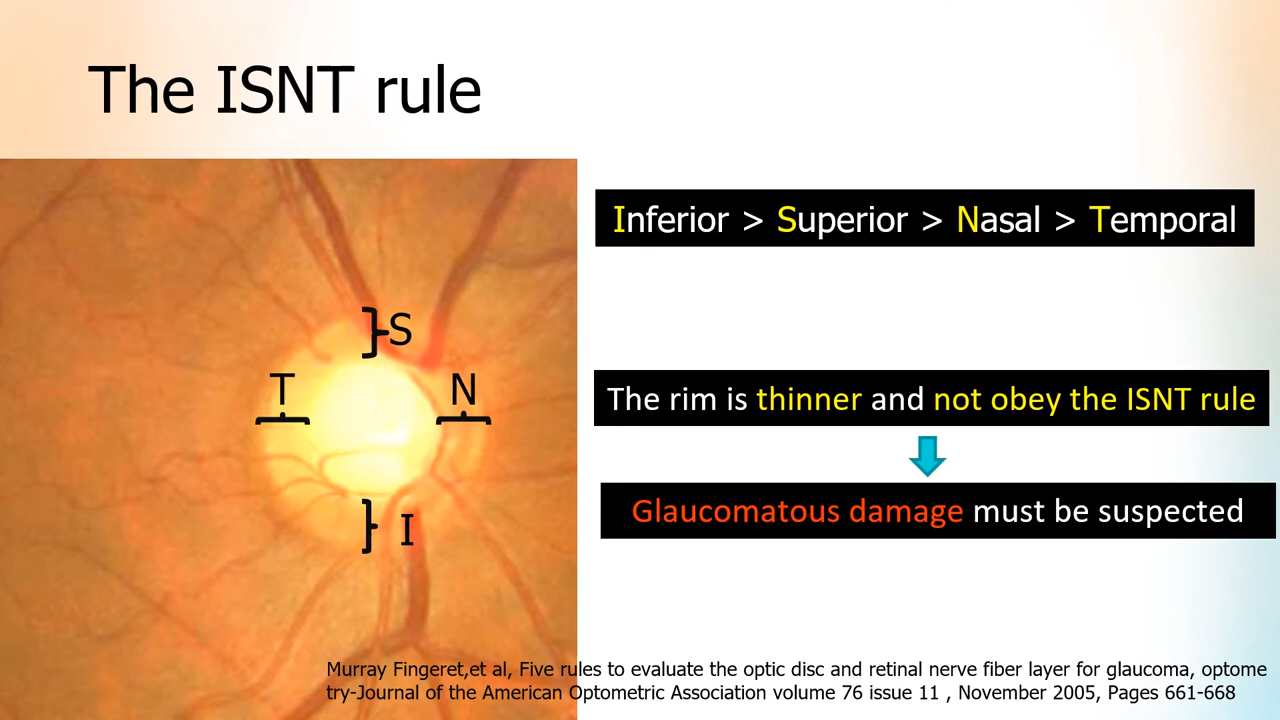 The ISNT rule
Inferior > Superior > Nasal > Temporal
S
T
N
The rim is thinner and not obey the ISNT rule
Glaucomatous damage must be suspected
I
Murray Fingeret,et al, Five rules to evaluate the optic disc and retinal nerve fiber layer for glaucoma, optome
try-Journal of the American Optometric Association volume 76 issue 11 , November 2005, Pages 661-668